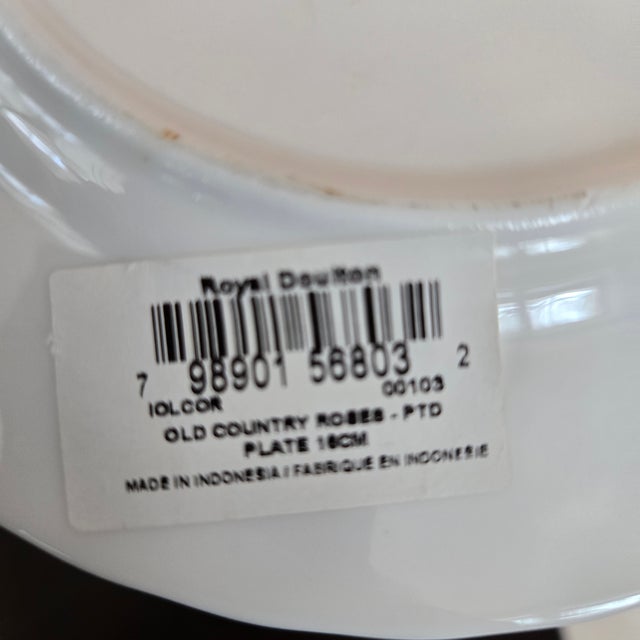 Royal Doulton
7 98901 56803 2
IOLCOR 00103
OLD COUNTRY ROSES - PTD
PLATE 16CM
MADE IN INDONESIA / FABRIQUE EN INDONESIE